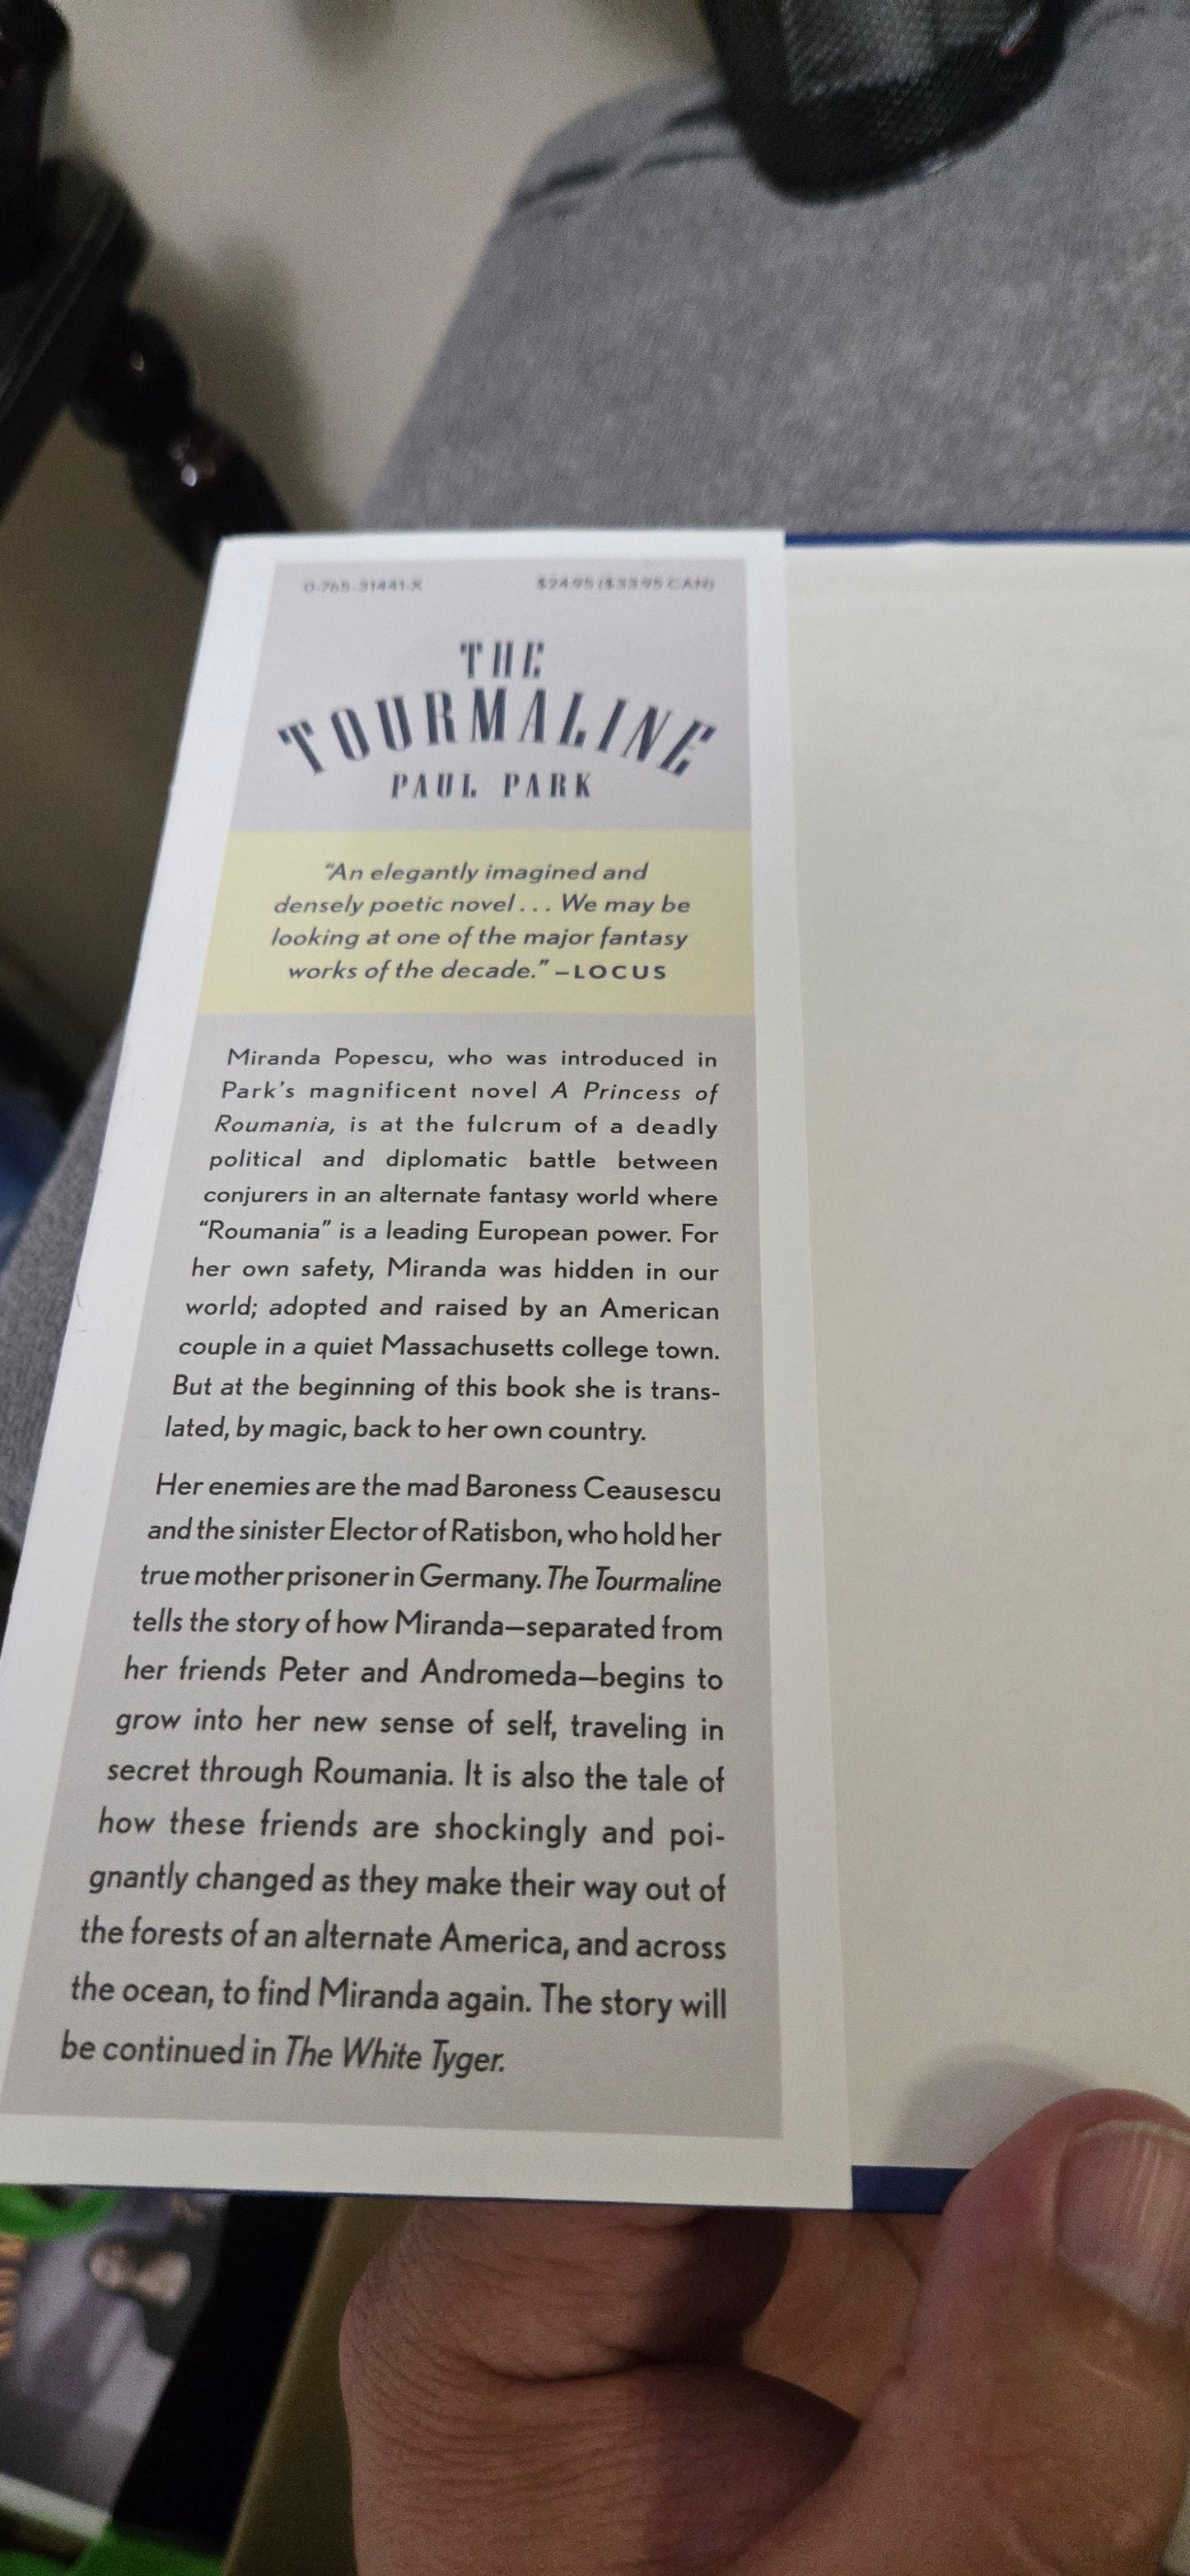 0-765-31441-X $24.95 ($33.95 CAN)
THE
TOURMALINE
PAUL PARK
"An elegantly imagined and
densely poetic novel... We may be
looking at one of the major fantasy
works of the decade." –LOCUS
Miranda Popescu, who was introduced in
Park's magnificent novel A Princess of
Roumania, is at the fulcrum of a deadly
political and diplomatic battle between
conjurers in an alternate fantasy world where
"Roumania" is a leading European power. For
her own safety, Miranda was hidden in our
world; adopted and raised by an American
couple in a quiet Massachusetts college town.
But at the beginning of this book she is trans-
lated, by magic, back to her own country.
Her enemies are the mad Baroness Ceausescu
and the sinister Elector of Ratisbon, who hold her
true mother prisoner in Germany. The Tourmaline
tells the story of how Miranda—separated from
her friends Peter and Andromeda—begins to
grow into her new sense of self, traveling in
secret through Roumania. It is also the tale of
how these friends are shockingly and poi-
gnantly changed as they make their way out of
the forests of an alternate America, and across
the ocean, to find Miranda again. The story will
be continued in The White Tyger.